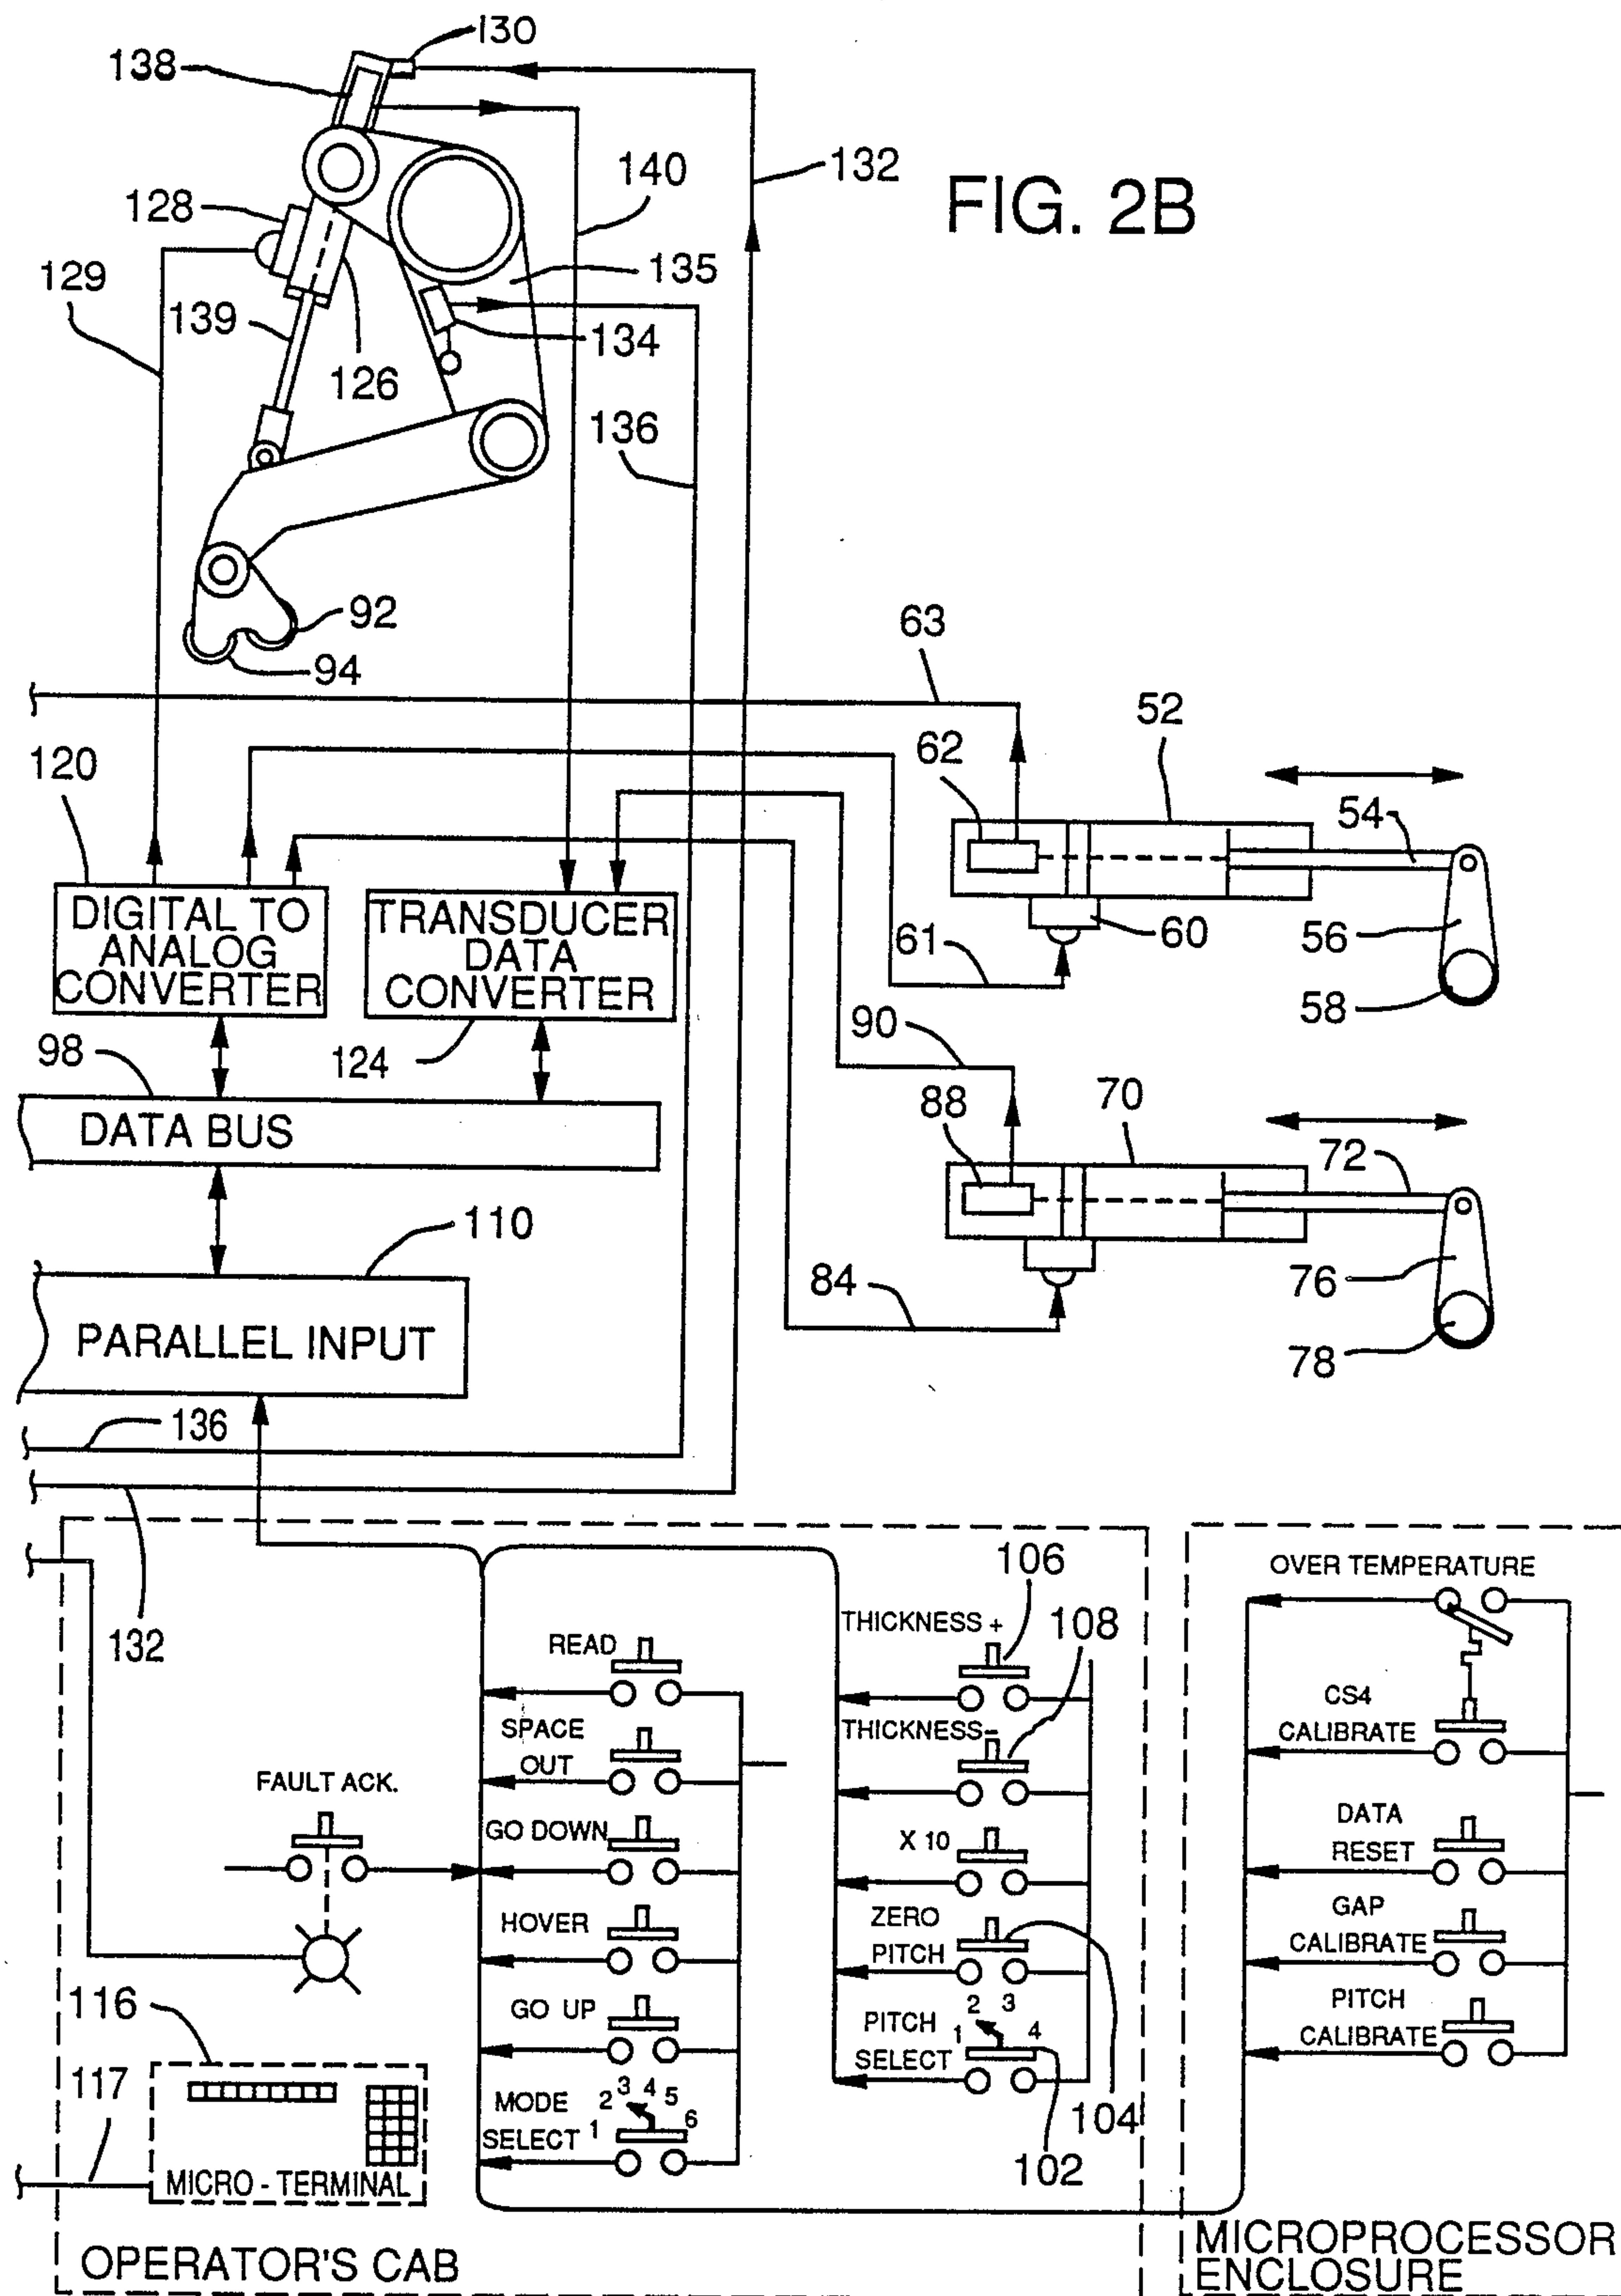 130
138
132
140
FIG. 2B
128
135
129
139
134
126
136
92
94
63
52
62
120
54
DIGITAL TO
ANALOG
CONVERTER
TRANSDUCER
DATA
CONVERTER
61
60
56
58
98
124
90
88
70
72
DATA BUS
110
84
76
PARALLEL INPUT
78
136
132
106
OVER TEMPERATURE
READ
THICKNESS +
108
SPACE
OUT
THICKNESS-
CS4
CALIBRATE
FAULT ACK.
GO DOWN
X 10
DATA
RESET
HOVER
ZERO
PITCH
GAP
CALIBRATE
116
GO UP
PITCH
SELECT
1 2 3 4
PITCH
CALIBRATE
117
MODE
SELECT
1 2 3 4 5 6
104
102
MICRO - TERMINAL
OPERATOR'S CAB
MICROPROCESSOR
ENCLOSURE